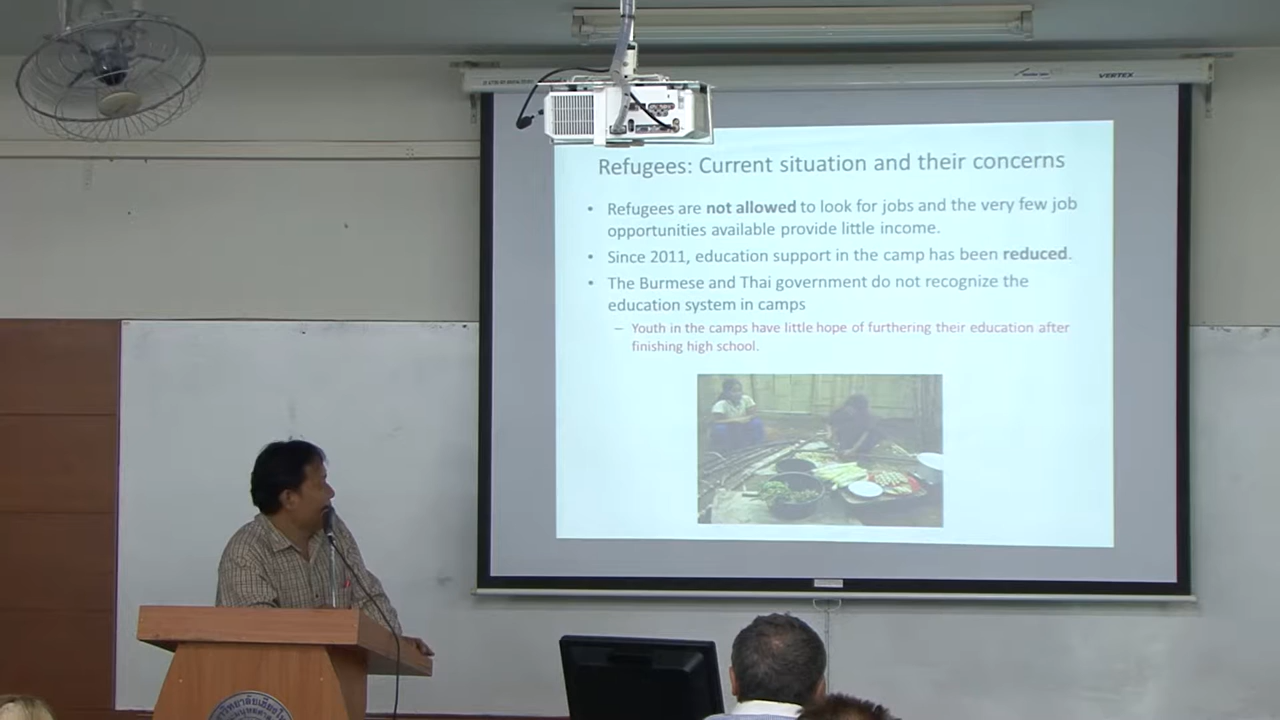 VERTEX
Refugees: Current situation and their concerns
• Refugees are not allowed to look for jobs and the very few job
opportunities available provide little income.
• Since 2011, education support in the camp has been reduced.
• The Burmese and Thai government do not recognize the
education system in camps
– Youth in the camps have little hope of furthering their education after
finishing high school.